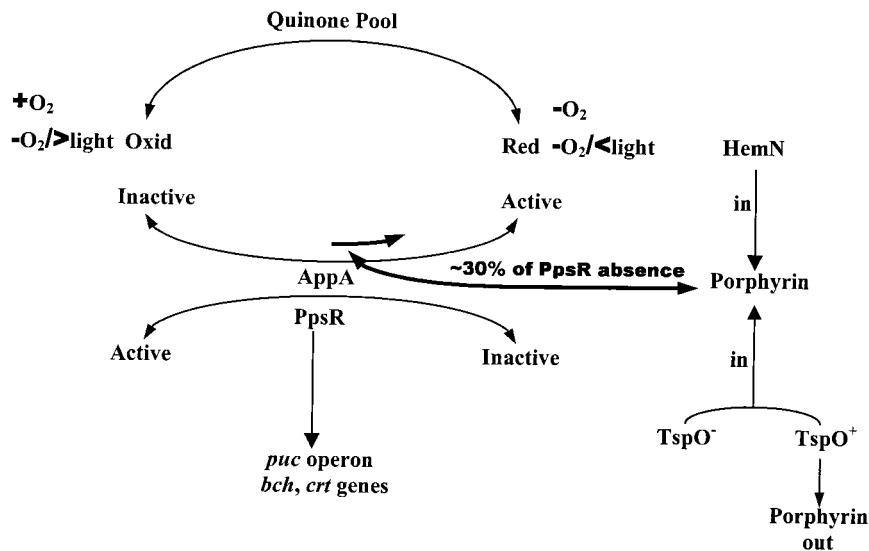 Quinone Pool
+O₂
-O₂/>light Oxid
-O₂
Red -O₂/<light
HemN
Inactive
Active
in
~30% of PpsR absence
AppA
Porphyrin
PpsR
Active
Inactive
in
TspO⁻
TspO⁺
puc operon
bch, crt genes
Porphyrin
out